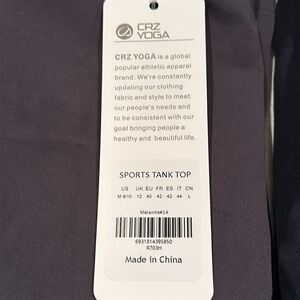 CRZ
YOGA
CRZ YOGA is a global
popular athletic apparel
brand. We're constantly
updating our clothing
fabric and style to meet
our people's needs and
to be consistent with our
goal bringing people a
healthy and beautiful life.
SPORTS TANK TOP
US UK EU FR ES IT CN
M 8/10 12 40 42 42 44 L
Melanite#14
6931814395850
R703H
Made in China